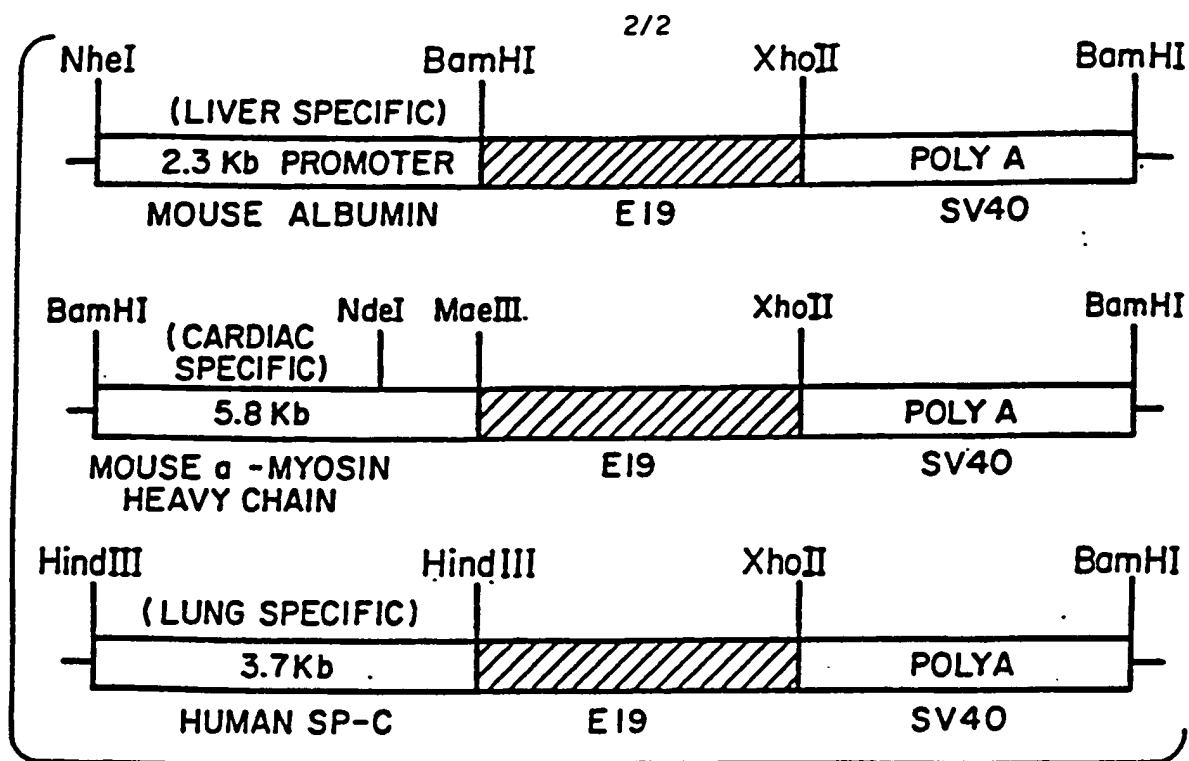 2/2
NheI BamHI XhoII BamHI
(LIVER SPECIFIC)
2.3 Kb PROMOTER POLY A
MOUSE ALBUMIN E19 SV40
BamHI NdeI MaeIII. XhoII BamHI
(CARDIAC
SPECIFIC)
5.8 Kb POLY A
MOUSE a -MYOSIN
HEAVY CHAIN E19 SV40
HindIII HindIII XhoII BamHI
(LUNG SPECIFIC)
3.7Kb POLYA
HUMAN SP-C E19 SV40